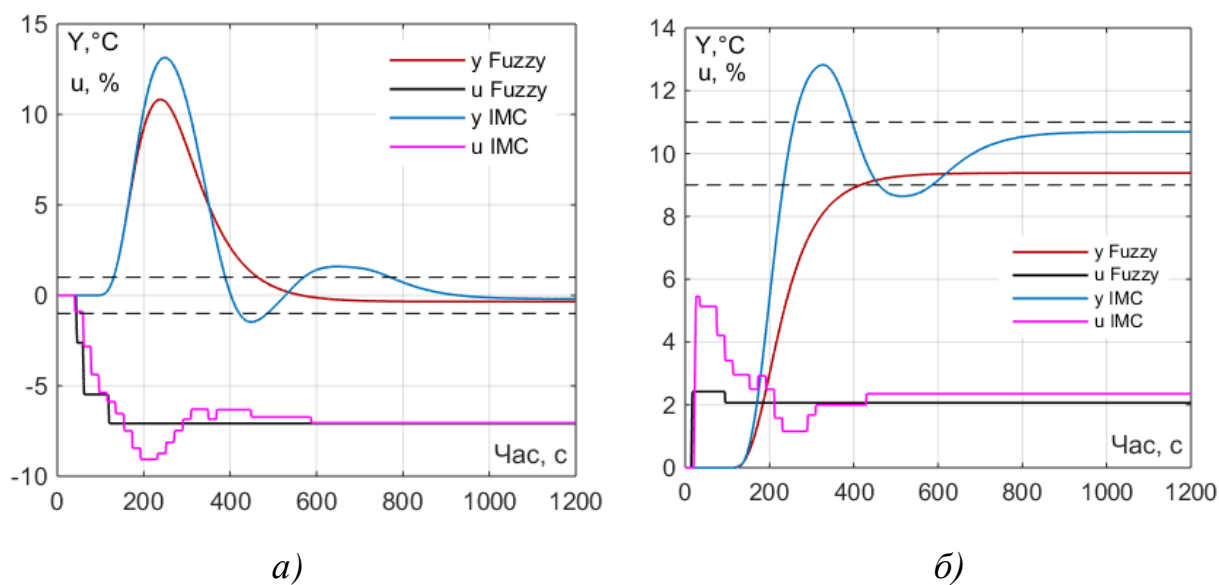 15
10
5
0
-5
-10
Y,°C
u, %
y Fuzzy
u Fuzzy
y IMC
u IMC
Час, с
0 200 400 600 800 1000 1200
а)
14
12
10
8
6
4
2
0
Y,°C
u, %
y Fuzzy
u Fuzzy
y IMC
u IMC
Час, с
0 200 400 600 800 1000 1200
б)